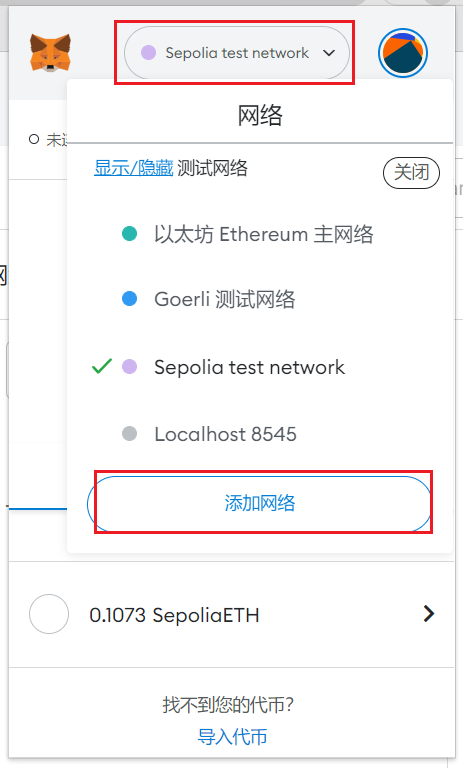 Sepolia test network
未
网络
显示/隐藏 测试网络
关闭
以太坊 Ethereum 主网络
Goerli 测试网络
Sepolia test network
Localhost 8545
添加网络
0.1073 SepoliaETH
找不到您的代币？
导入代币